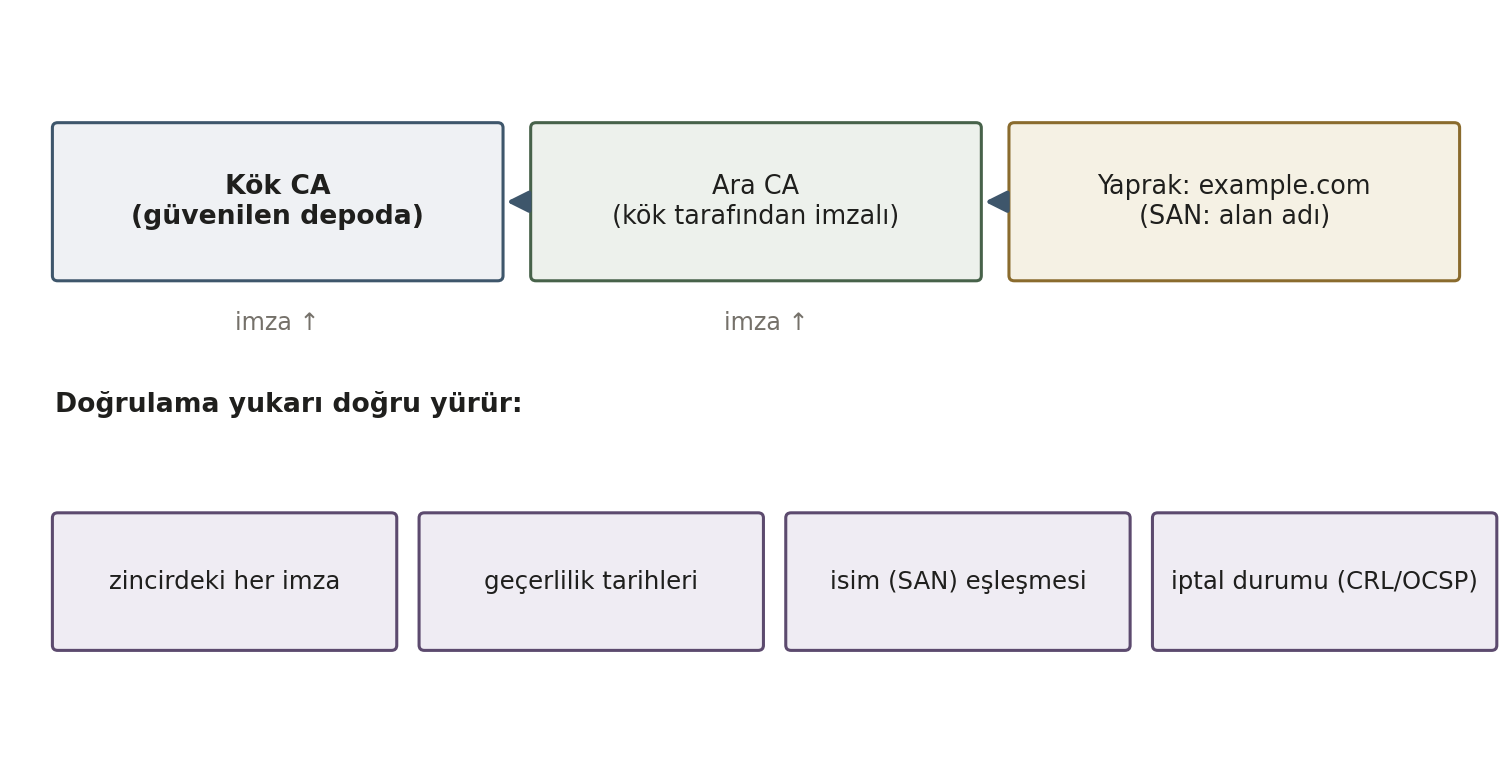 Kök CA
(güvenilen depoda)
Ara CA
(kök tarafından imzalı)
Yaprak: example.com
(SAN: alan adı)
imza ↑
imza ↑
Doğrulama yukarı doğru yürür:
zincirdeki her imza
geçerlilik tarihleri
isim (SAN) eşleşmesi
iptal durumu (CRL/OCSP)